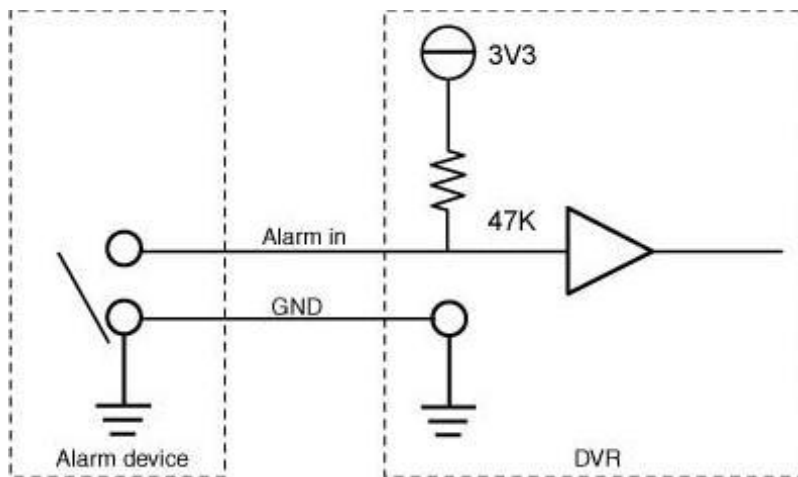 3V3
47K
Alarm in
GND
Alarm device
DVR